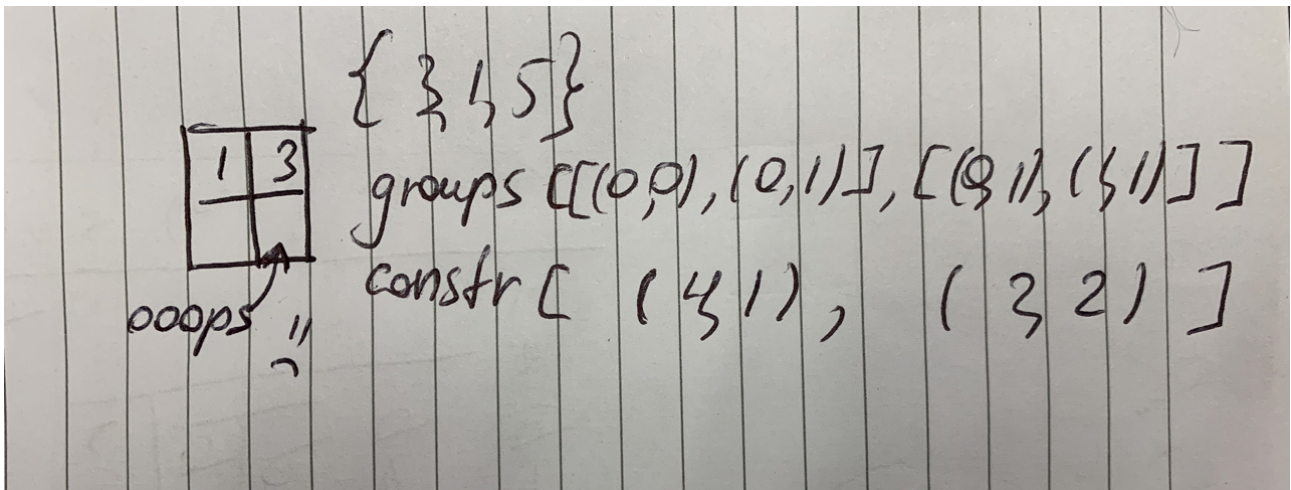 { 3, 1, 5 }
1 3
groups [[(0,0), (0,1)], [(0,1), (1,1)]]
constr [ (4,1), (3, 2) ]
ooops